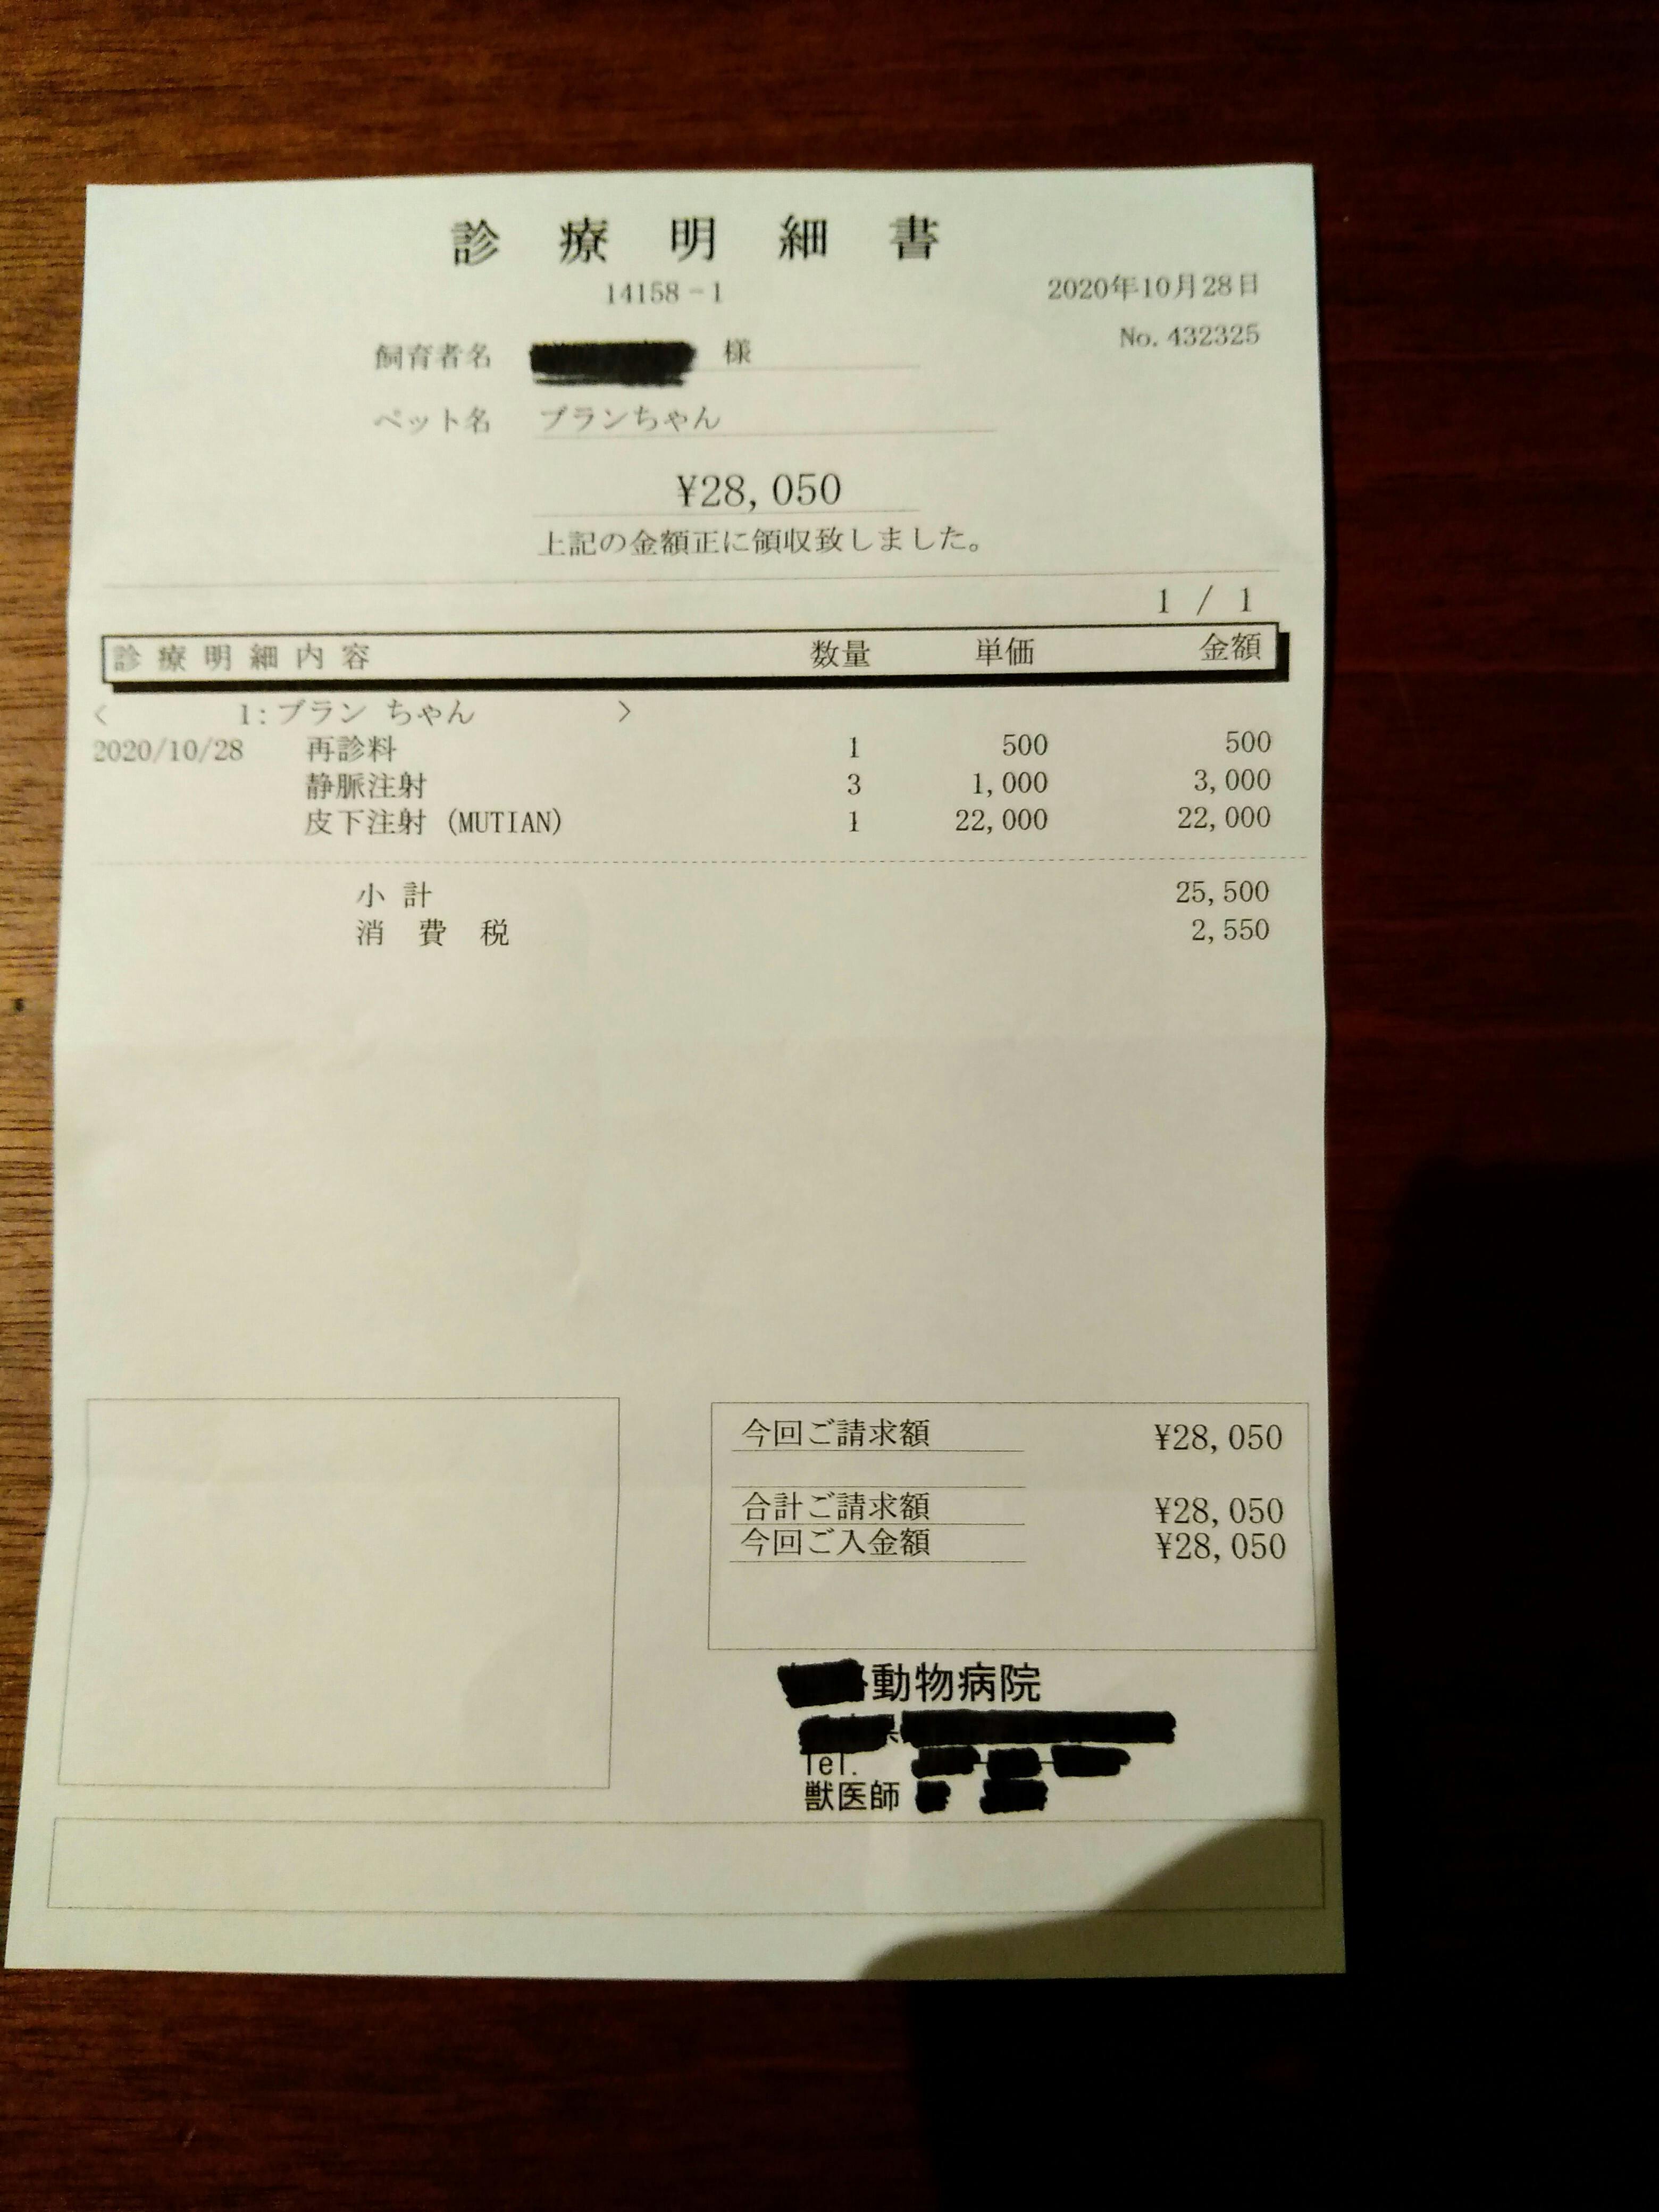 診療明細書
14158-1
2020年10月28日
No. 432325
飼育者名 様
ペット名 ブランちゃん
¥28,050
上記の金額正に領収致しました。
1 / 1
診療明細内容 数量 単価 金額
< 1:ブラン ちゃん >
2020/10/28 再診料 1 500 500
静脈注射 3 1,000 3,000
皮下注射 (MUTIAN) 1 22,000 22,000
小計 25,500
消費税 2,550
今回ご請求額 ¥28,050
合計ご請求額 ¥28,050
今回ご入金額 ¥28,050
動物病院
Tel.
獣医師